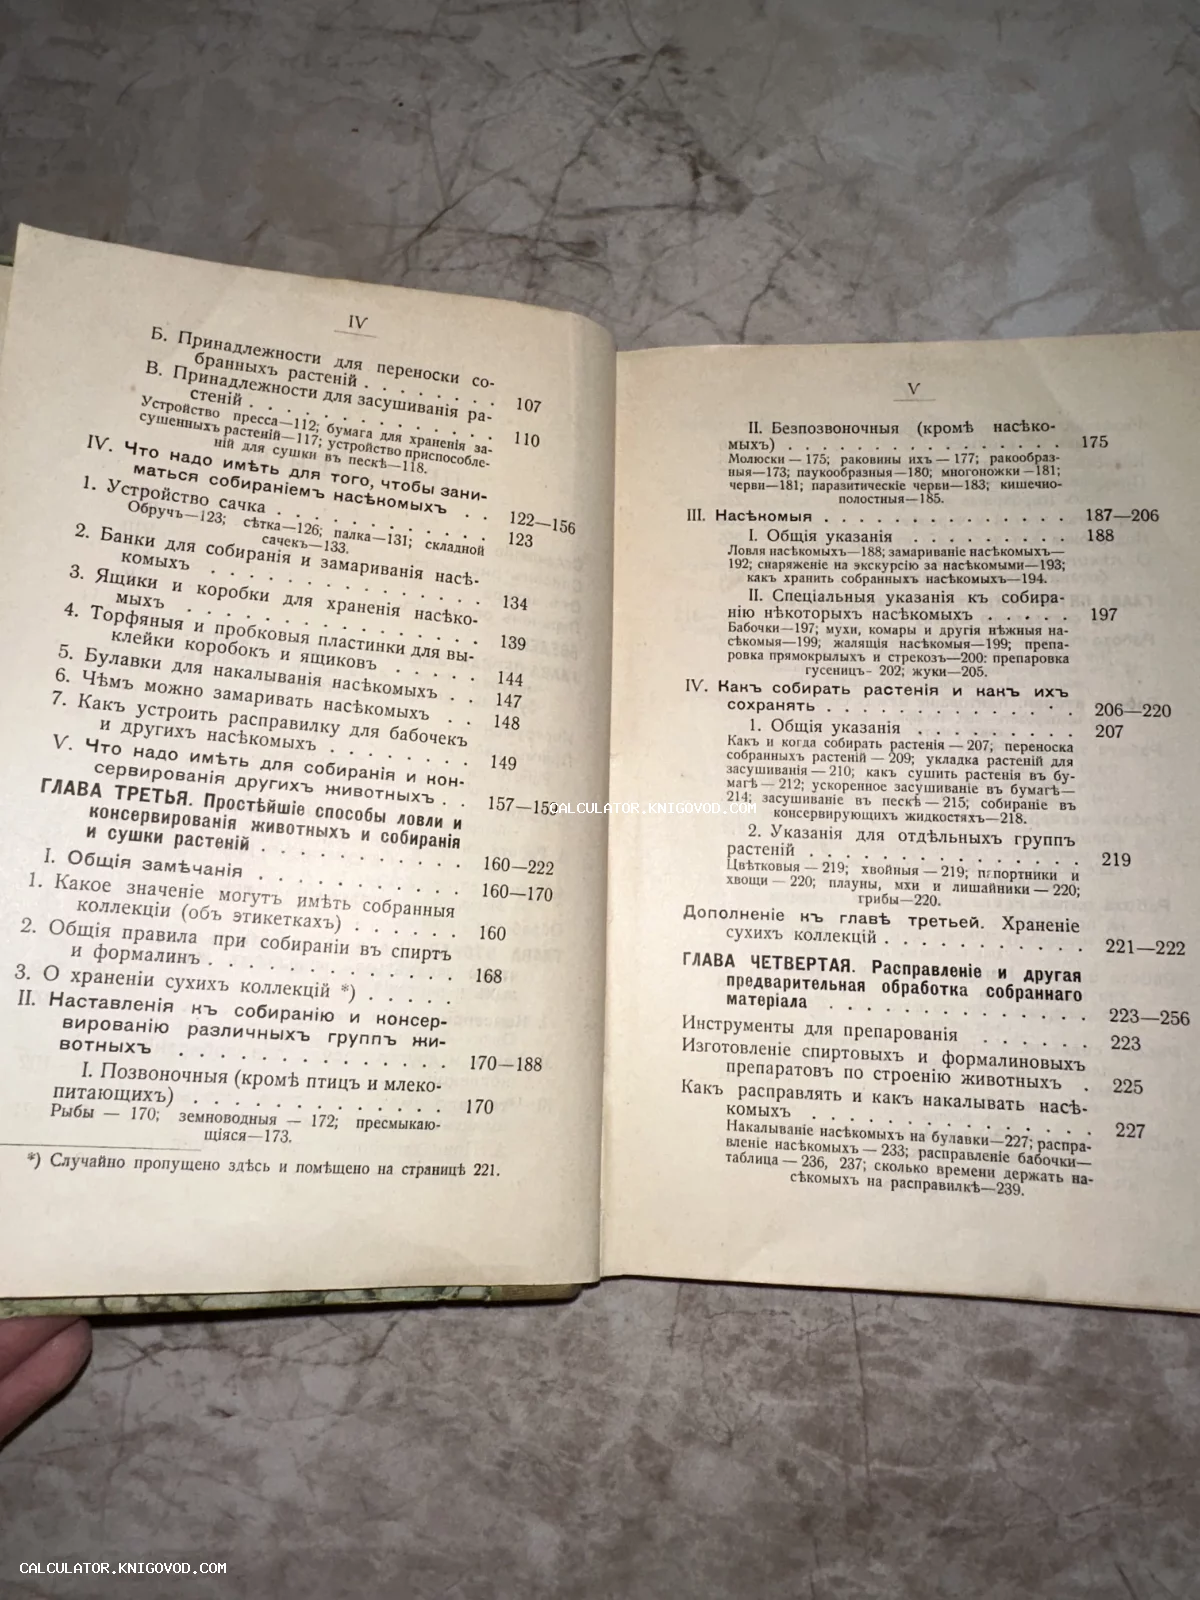 IV
Б. Принадлежности для переноски со-
бранныхъ растеній . . . . . . . 107
В. Принадлежности для засушиванія ра-
стеній . . . . . . . . . . . . 110
Устройство пресса—112; бумага для храненія за-
сушенныхъ растеній—117; устройство приспособле-
ній для сушки въ пескѣ—118.
IV. Что надо имѣть для того, чтобы зани-
маться собираніемъ насѣкомыхъ . . 122—156
1. Устройство сачка . . . . . . . . . 123
Обручъ—123; сѣтка—126; палка—131; складной
сачекъ—133.
2. Банки для собиранія и замариванія насѣ-
комыхъ . . . . . . . . . . . . 134
3. Ящики и коробки для храненія насѣко-
мыхъ . . . . . . . . . . . . . 139
4. Торфяныя и пробковыя пластинки для вы-
клейки коробокъ и ящиковъ . . . . . 144
5. Булавки для накалыванія насѣкомыхъ . . 147
6. Чѣмъ можно замаривать насѣкомыхъ . . 148
7. Какъ устроить расправилку для бабочекъ
и другихъ насѣкомыхъ . . . . . . . 149
V. Что надо имѣть для собиранія и кон-
сервированія другихъ животныхъ . . 157—159
ГЛАВА ТРЕТЬЯ. Простѣйшіе способы ловли и
консервированія животныхъ и собиранія
и сушки растеній . . . . . . . . . . 160—222
I. Общія замѣчанія . . . . . . . . . . 160—170
1. Какое значеніе могутъ имѣть собранныя
коллекціи (объ этикеткахъ) . . . . . . 160
2. Общія правила при собираніи въ спиртъ
и формалинъ . . . . . . . . . . . . 168
3. О храненіи сухихъ коллекцій *) . . . . .
II. Наставленія къ собиранію и консер-
вированію различныхъ группъ жи-
вотныхъ . . . . . . . . . . . . . 170—188
I. Позвоночныя (кромѣ птицъ и млеко-
питающихъ) . . . . . . . . . . . . 170
Рыбы — 170; земноводныя — 172; пресмыкаю-
щіяся—173.
*) Случайно пропущено здѣсь и помѣщено на страницѣ 221.
V
II. Безпозвоночныя (кромѣ насѣко-
мыхъ) . . . . . . . . . . . . . . 175
Молюски — 175; раковины ихъ — 177; ракообраз-
ныя—173; паукообразныя—180; многоножки—181;
черви—181; паразитическіе черви—183; кишечно-
полостныя—185.
III. Насѣкомыя . . . . . . . . . . . . . 187—206
I. Общія указанія . . . . . . . . . 188
Ловля насѣкомыхъ—188; замариваніе насѣкомыхъ—
192; снаряженіе на экскурсію за насѣкомыми—193;
какъ хранить собранныхъ насѣкомыхъ—194.
II. Спеціальныя указанія къ собира-
нію нѣкоторыхъ насѣкомыхъ . . . . . 197
Бабочки—197; мухи, комары и другія нѣжныя на-
сѣкомыя—199; жалящія насѣкомыя—199; препа-
ровка прямокрылыхъ и стрекозъ—200: препаровка
гусеницъ- 202; жуки—205.
IV. Какъ собирать растенія и какъ ихъ
сохранять . . . . . . . . . . . . . 206—220
1. Общія указанія . . . . . . . . . 207
Какъ и когда собирать растенія — 207; переноска
собранныхъ растеній — 209; укладка растеній для
засушиванія — 210; какъ сушить растенія въ бу-
магѣ — 212; ускоренное засушиваніе въ бумагѣ—
214; засушиваніе въ пескѣ — 215; собираніе въ
консервирующихъ жидкостяхъ—218.
2. Указанія для отдѣльныхъ группъ
растеній . . . . . . . . . . . . . . 219
Цвѣтковыя — 219; хвойныя — 219; папортники и
хвощи — 220; плауны, мхи и лишайники — 220;
грибы—220.
Дополненіе къ главѣ третьей. Храненіе
сухихъ коллекцій . . . . . . . . . . . 221—222
ГЛАВА ЧЕТВЕРТАЯ. Расправленіе и другая
предварительная обработка собраннаго
матеріала . . . . . . . . . . . . . 223—256
Инструменты для препарованія . . . . . . 223
Изготовленіе спиртовыхъ и формалиновыхъ
препаратовъ по строенію животныхъ . 225
Какъ расправлять и какъ накалывать насѣ-
комыхъ . . . . . . . . . . . . . . 227
Накалываніе насѣкомыхъ на булавки—227; распра-
вленіе насѣкомыхъ — 233; расправленіе бабочки—
таблица — 236, 237; сколько времени держать на-
сѣкомыхъ на расправилкѣ—239.
CALCULATOR.KNIGOVOD.COM
CALCULATOR.KNIGOVOD.COM
CALCULATOR.KNIGOVOD.COM